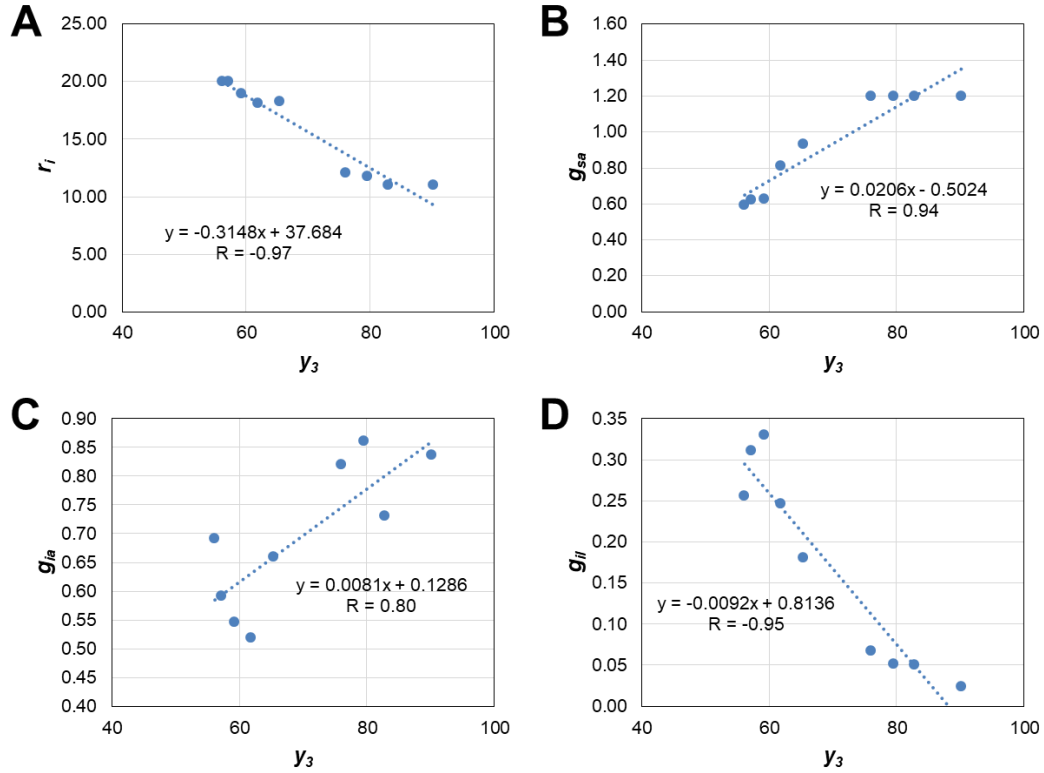 A
25.00
20.00
15.00
10.00
5.00
0.00
r_i
y = -0.3148x + 37.684
R = -0.97
40 60 80 100
y_3
B
1.60
1.40
1.20
1.00
0.80
0.60
0.40
0.20
0.00
g_sa
y = 0.0206x - 0.5024
R = 0.94
40 60 80 100
y_3
C
0.90
0.85
0.80
0.75
0.70
0.65
0.60
0.55
0.50
0.45
0.40
g_ia
y = 0.0081x + 0.1286
R = 0.80
40 60 80 100
y_3
D
0.35
0.30
0.25
0.20
0.15
0.10
0.05
0.00
g_il
y = -0.0092x + 0.8136
R = -0.95
40 60 80 100
y_3